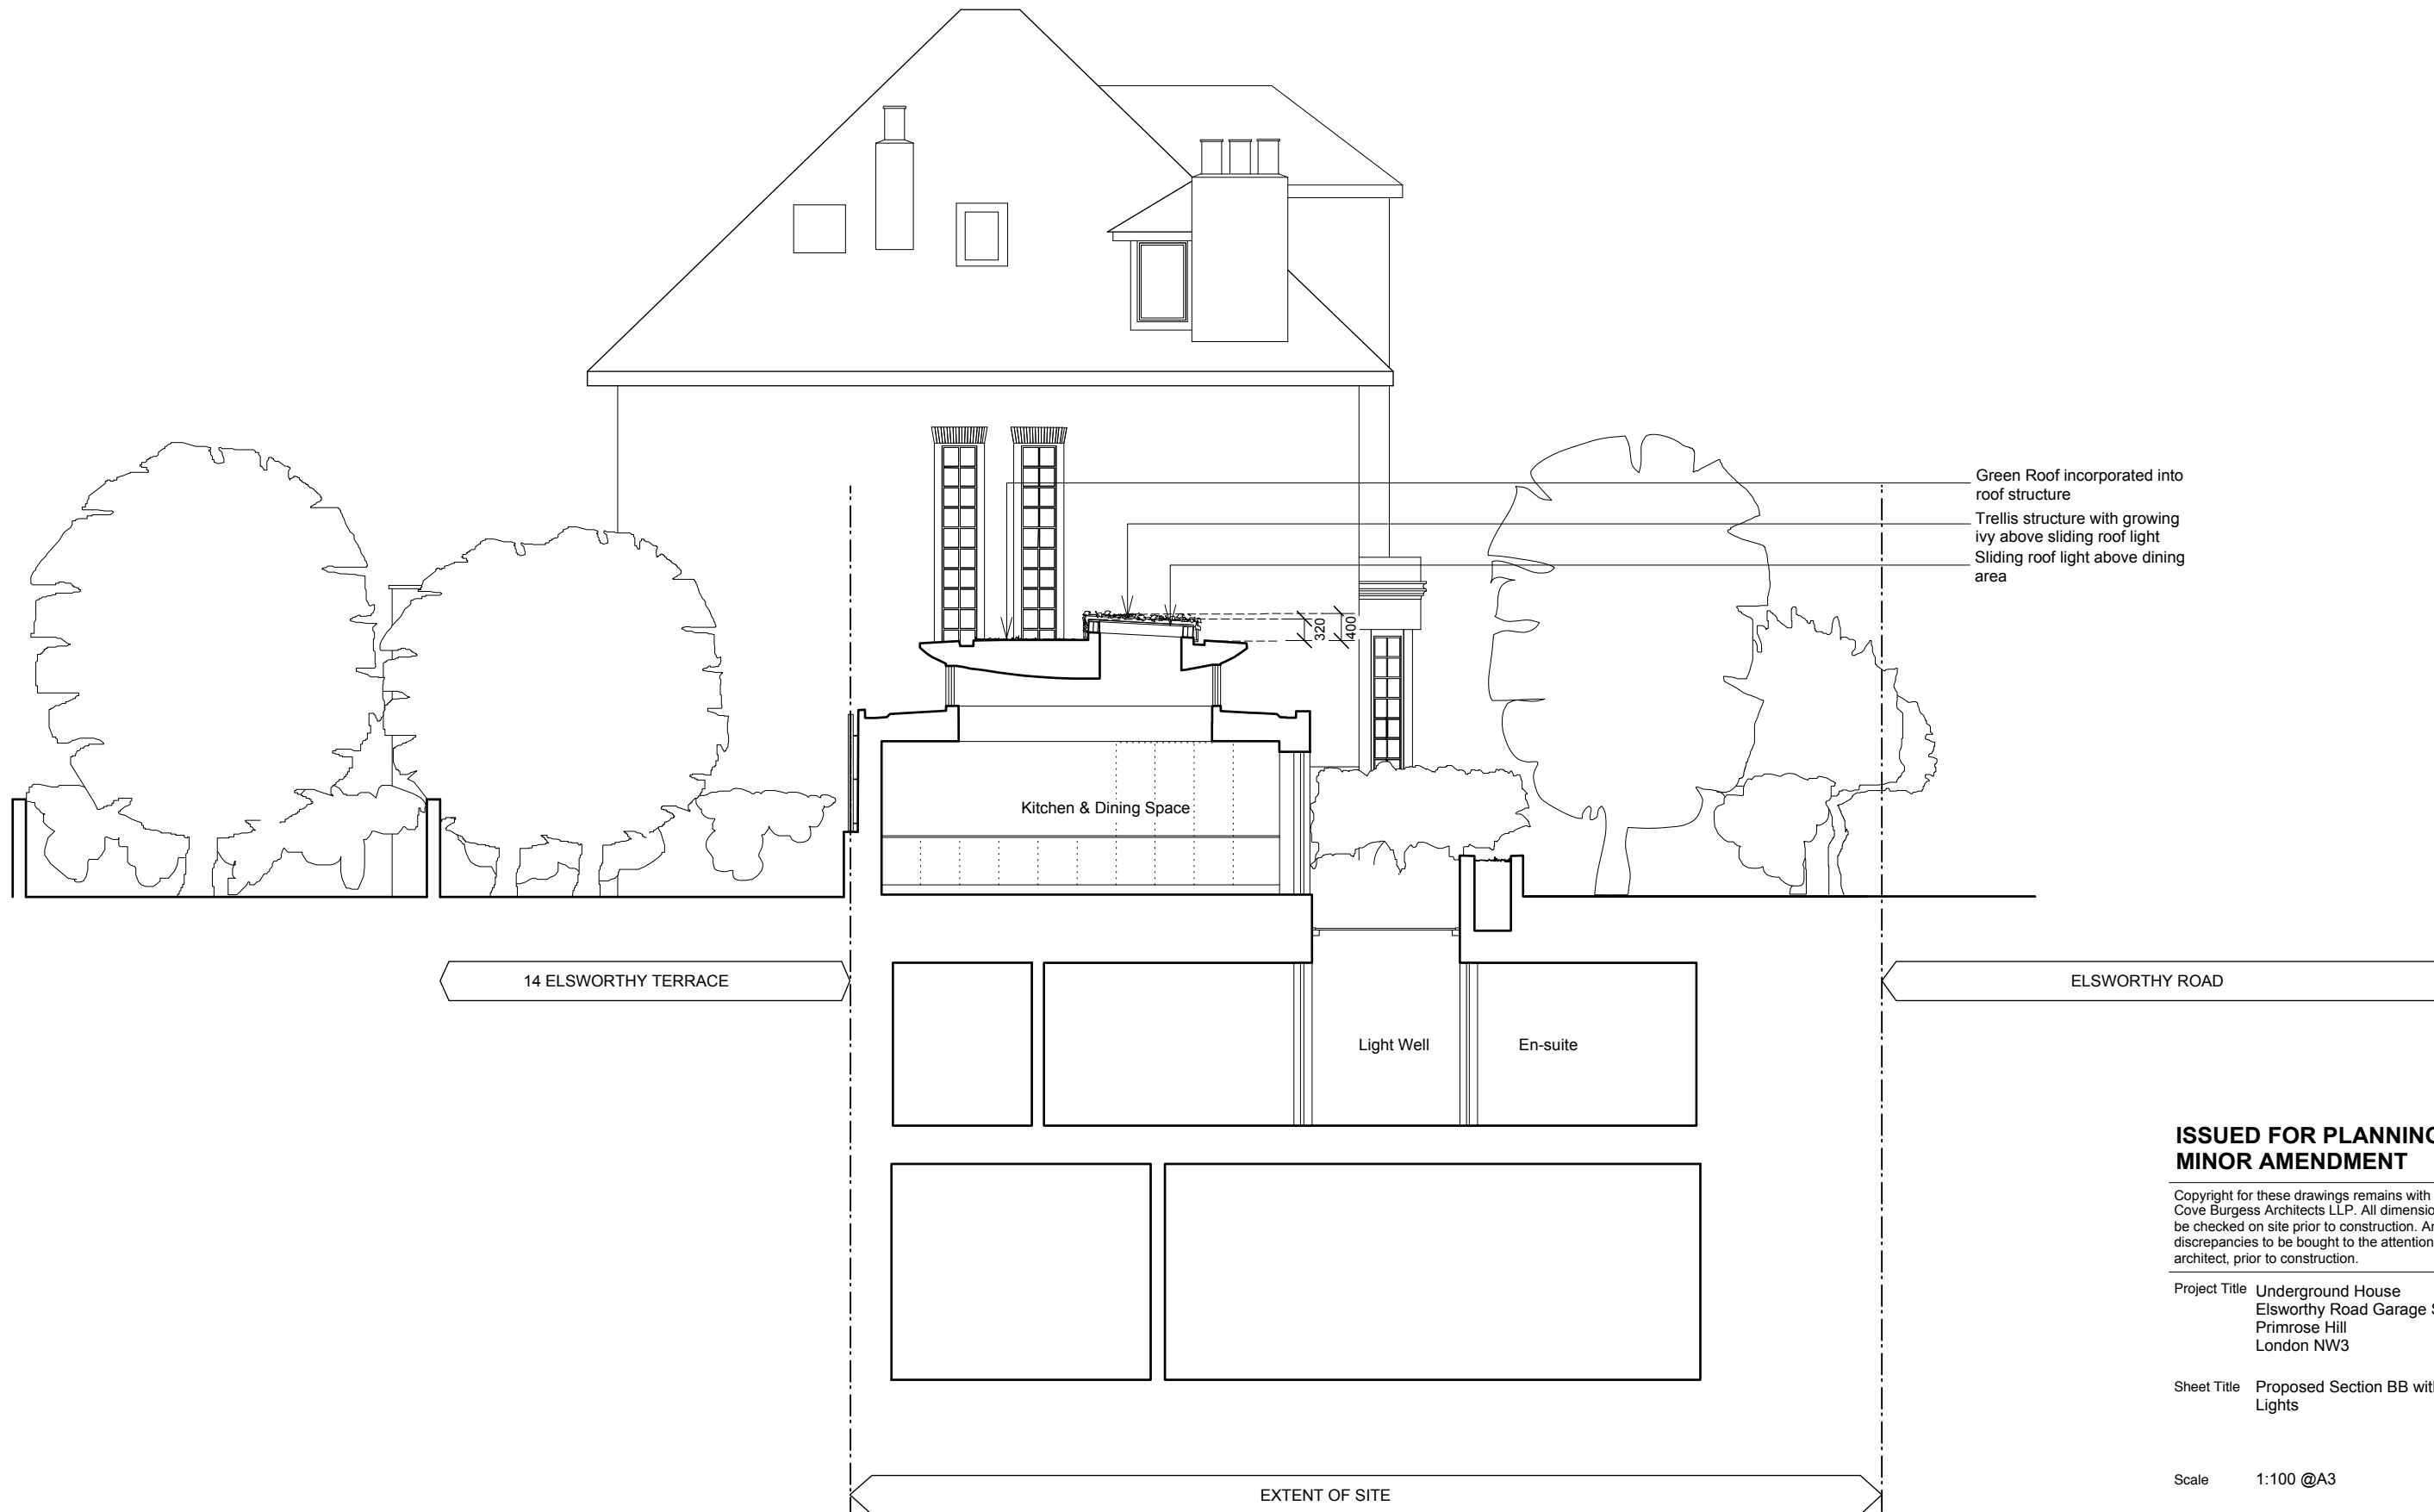 Green Roof incorporated into
roof structure
Trellis structure with growing
ivy above sliding roof light
Sliding roof light above dining
area
320
400
Kitchen & Dining Space
14 ELSWORTHY TERRACE
ELSWORTHY ROAD
Light Well
En-suite
ISSUED FOR PLANNING
MINOR AMENDMENT
Copyright for these drawings remains with
Cove Burgess Architects LLP. All dimensio
be checked on site prior to construction. A
discrepancies to be bought to the attention
architect, prior to construction.
Project Title Underground House
Elsworthy Road Garage S
Primrose Hill
London NW3
Sheet Title Proposed Section BB wit
Lights
Scale 1:100 @A3
EXTENT OF SITE